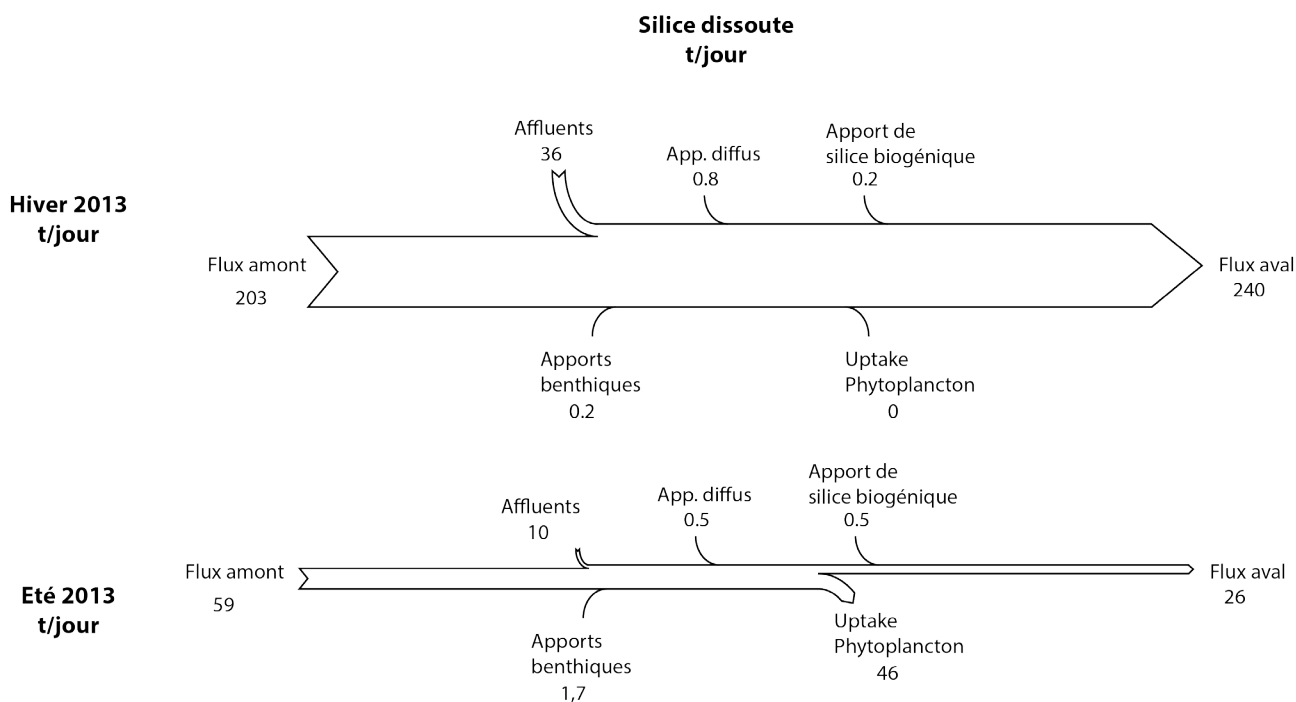 Silice dissoute
t/jour
Hiver 2013
t/jour
Affluents
36
App. diffus
0.8
Apport de
silice biogénique
0.2
Flux amont
203
Flux aval
240
Apports
benthiques
0.2
Uptake
Phytoplancton
0
Eté 2013
t/jour
Affluents
10
App. diffus
0.5
Apport de
silice biogénique
0.5
Flux amont
59
Flux aval
26
Apports
benthiques
1,7
Uptake
Phytoplancton
46